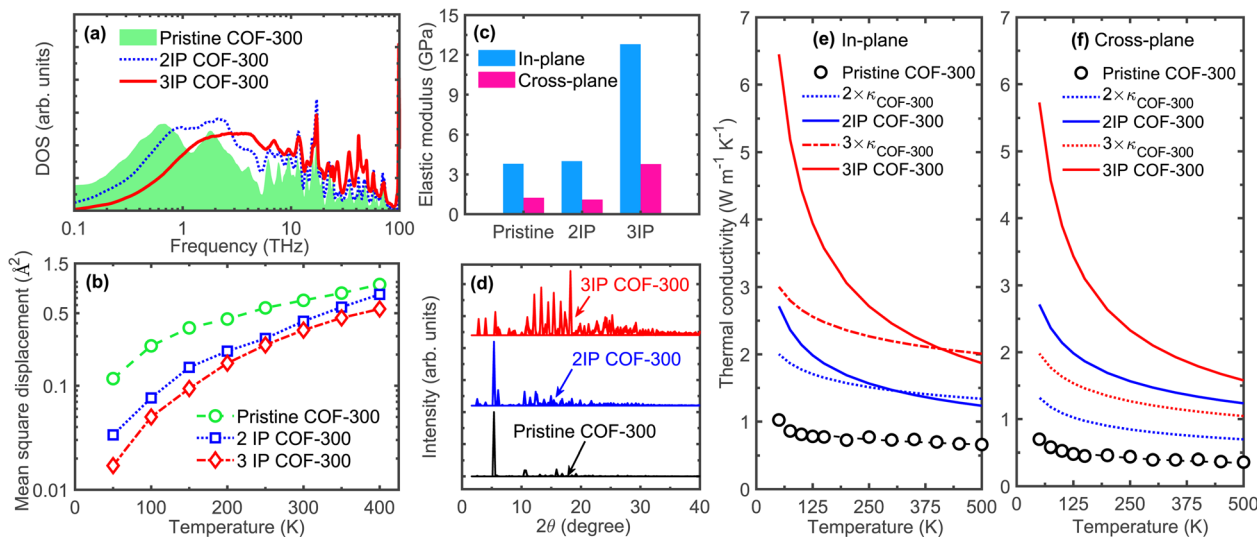 (a)
Pristine COF-300
2IP COF-300
3IP COF-300
DOS (arb. units)
0.1
1
10
100
Frequency (THz)
(b)
Mean square displacement (Å²)
1.5
0.5
0.1
0.01
Pristine COF-300
2 IP COF-300
3 IP COF-300
0
100
200
300
400
Temperature (K)
(c)
Elastic modulus (GPa)
15
12
9
6
3
0
In-plane
Cross-plane
Pristine
2IP
3IP
(d)
Intensity (arb. units)
3IP COF-300
2IP COF-300
Pristine COF-300
0
10
20
30
40
2θ (degree)
(e) In-plane
Thermal conductivity (W m⁻¹ K⁻¹)
7
6
5
4
3
2
1
0
Pristine COF-300
2×κCOF-300
2IP COF-300
3×κCOF-300
3IP COF-300
0
125
250
375
500
Temperature (K)
(f) Cross-plane
7
6
5
4
3
2
1
0
Pristine COF-300
2×κCOF-300
2IP COF-300
3×κCOF-300
3IP COF-300
0
125
250
375
500
Temperature (K)